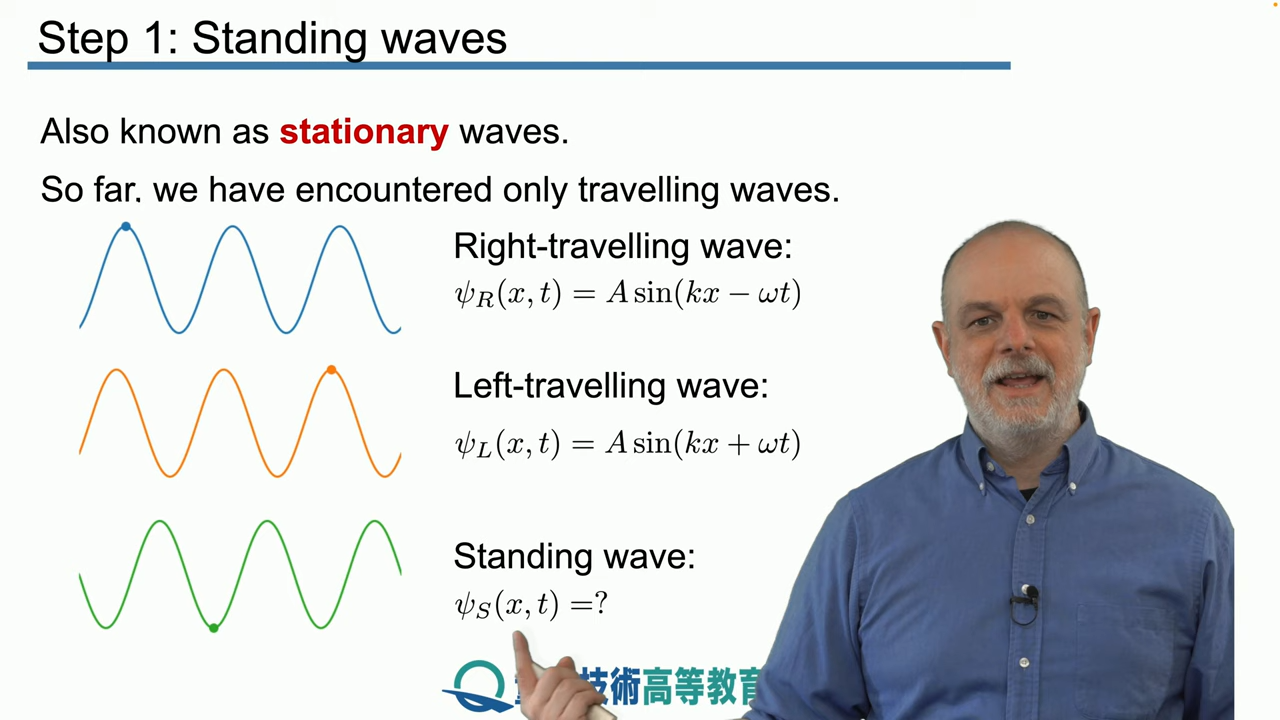 Step 1: Standing waves
Also known as stationary waves.
So far, we have encountered only travelling waves.
Right-travelling wave:
ψ_R(x, t) = A sin(kx − ωt)
Left-travelling wave:
ψ_L(x, t) = A sin(kx + ωt)
Standing wave:
ψ_S(x, t) =?
技術高等教育